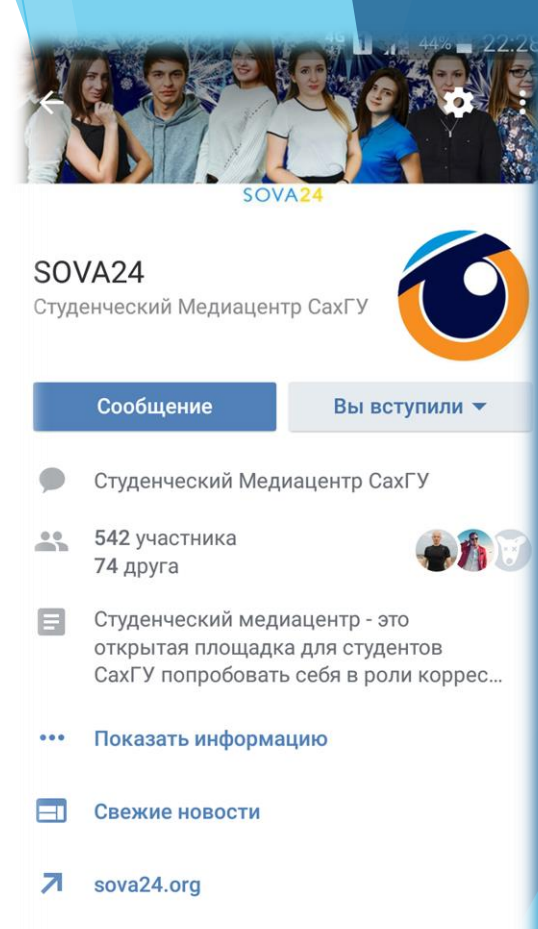 4G 44% 22:28
SOVA24
SOVA24
Студенческий Медиацентр СахГУ
Сообщение
Вы вступили
Студенческий Медиацентр СахГУ
542 участника
74 друга
Студенческий медиацентр - это
открытая площадка для студентов
СахГУ попробовать себя в роли коррес...
Показать информацию
Свежие новости
sova24.org